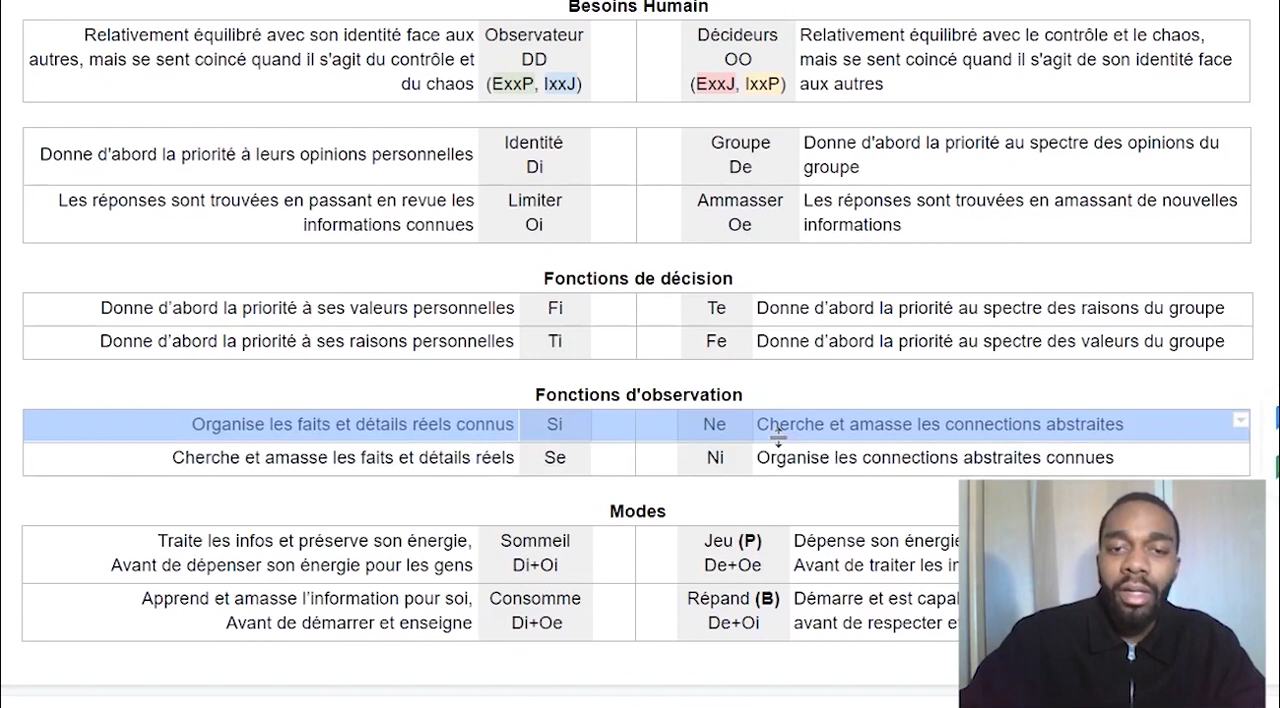 Besoins Humain
Relativement équilibré avec son identité face aux
autres, mais se sent coincé quand il s'agit du contrôle et
du chaos
Observateur
DD
(ExxP, IxxJ)
Décideurs
OO
(ExxJ, IxxP)
Relativement équilibré avec le contrôle et le chaos,
mais se sent coincé quand il s'agit de son identité face
aux autres
Donne d'abord la priorité à leurs opinions personnelles
Identité
Di
Groupe
De
Donne d'abord la priorité au spectre des opinions du
groupe
Les réponses sont trouvées en passant en revue les
informations connues
Limiter
Oi
Ammasser
Oe
Les réponses sont trouvées en amassant de nouvelles
informations
Fonctions de décision
Donne d’abord la priorité à ses valeurs personnelles
Fi
Te
Donne d’abord la priorité au spectre des raisons du groupe
Donne d’abord la priorité à ses raisons personnelles
Ti
Fe
Donne d’abord la priorité au spectre des valeurs du groupe
Fonctions d'observation
Organise les faits et détails réels connus
Si
Ne
Cherche et amasse les connections abstraites
Cherche et amasse les faits et détails réels
Se
Ni
Organise les connections abstraites connues
Modes
Traite les infos et préserve son énergie,
Avant de dépenser son énergie pour les gens
Sommeil
Di+Oi
Jeu (P)
De+Oe
Dépense son énergie
Avant de traiter les in
Apprend et amasse l’information pour soi,
Avant de démarrer et enseigne
Consomme
Di+Oe
Répand (B)
De+Oi
Démarre et est capal
avant de respecter e